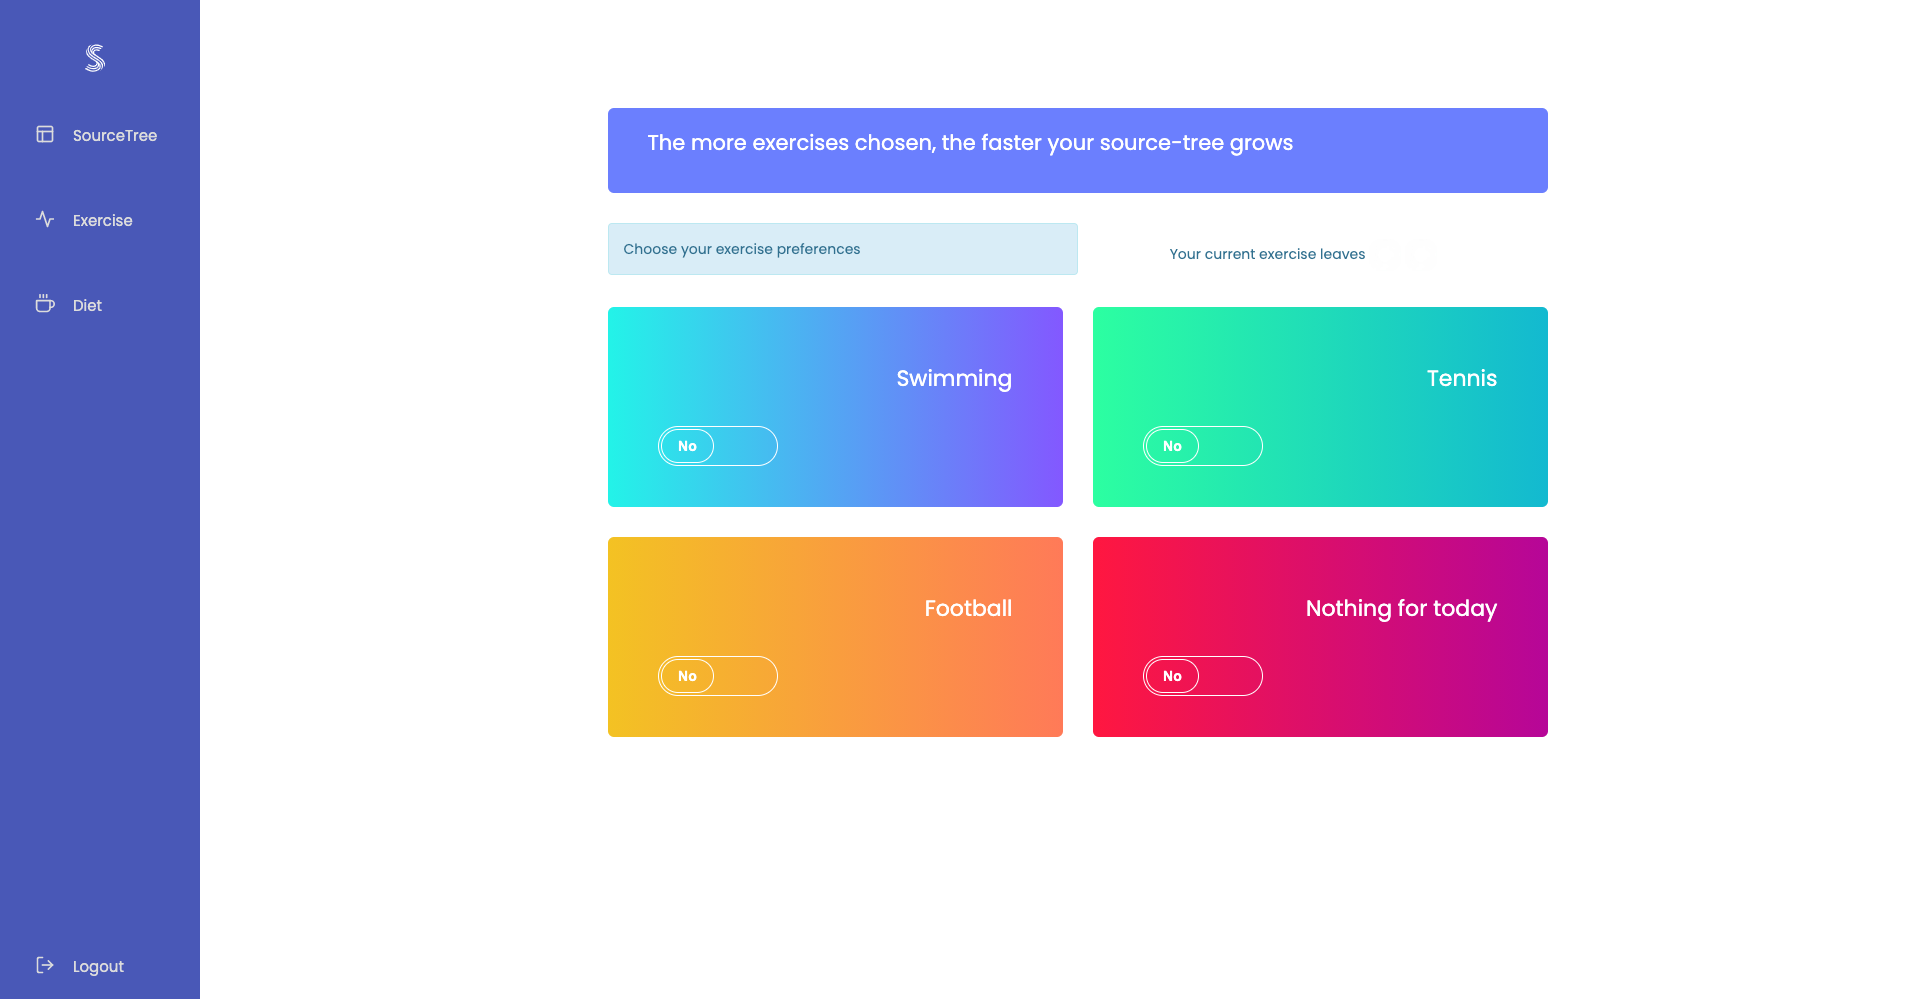 SourceTree
Exercise
Diet
Logout
The more exercises chosen, the faster your source-tree grows
Choose your exercise preferences
Your current exercise leaves
Swimming
No
Tennis
No
Football
No
Nothing for today
No